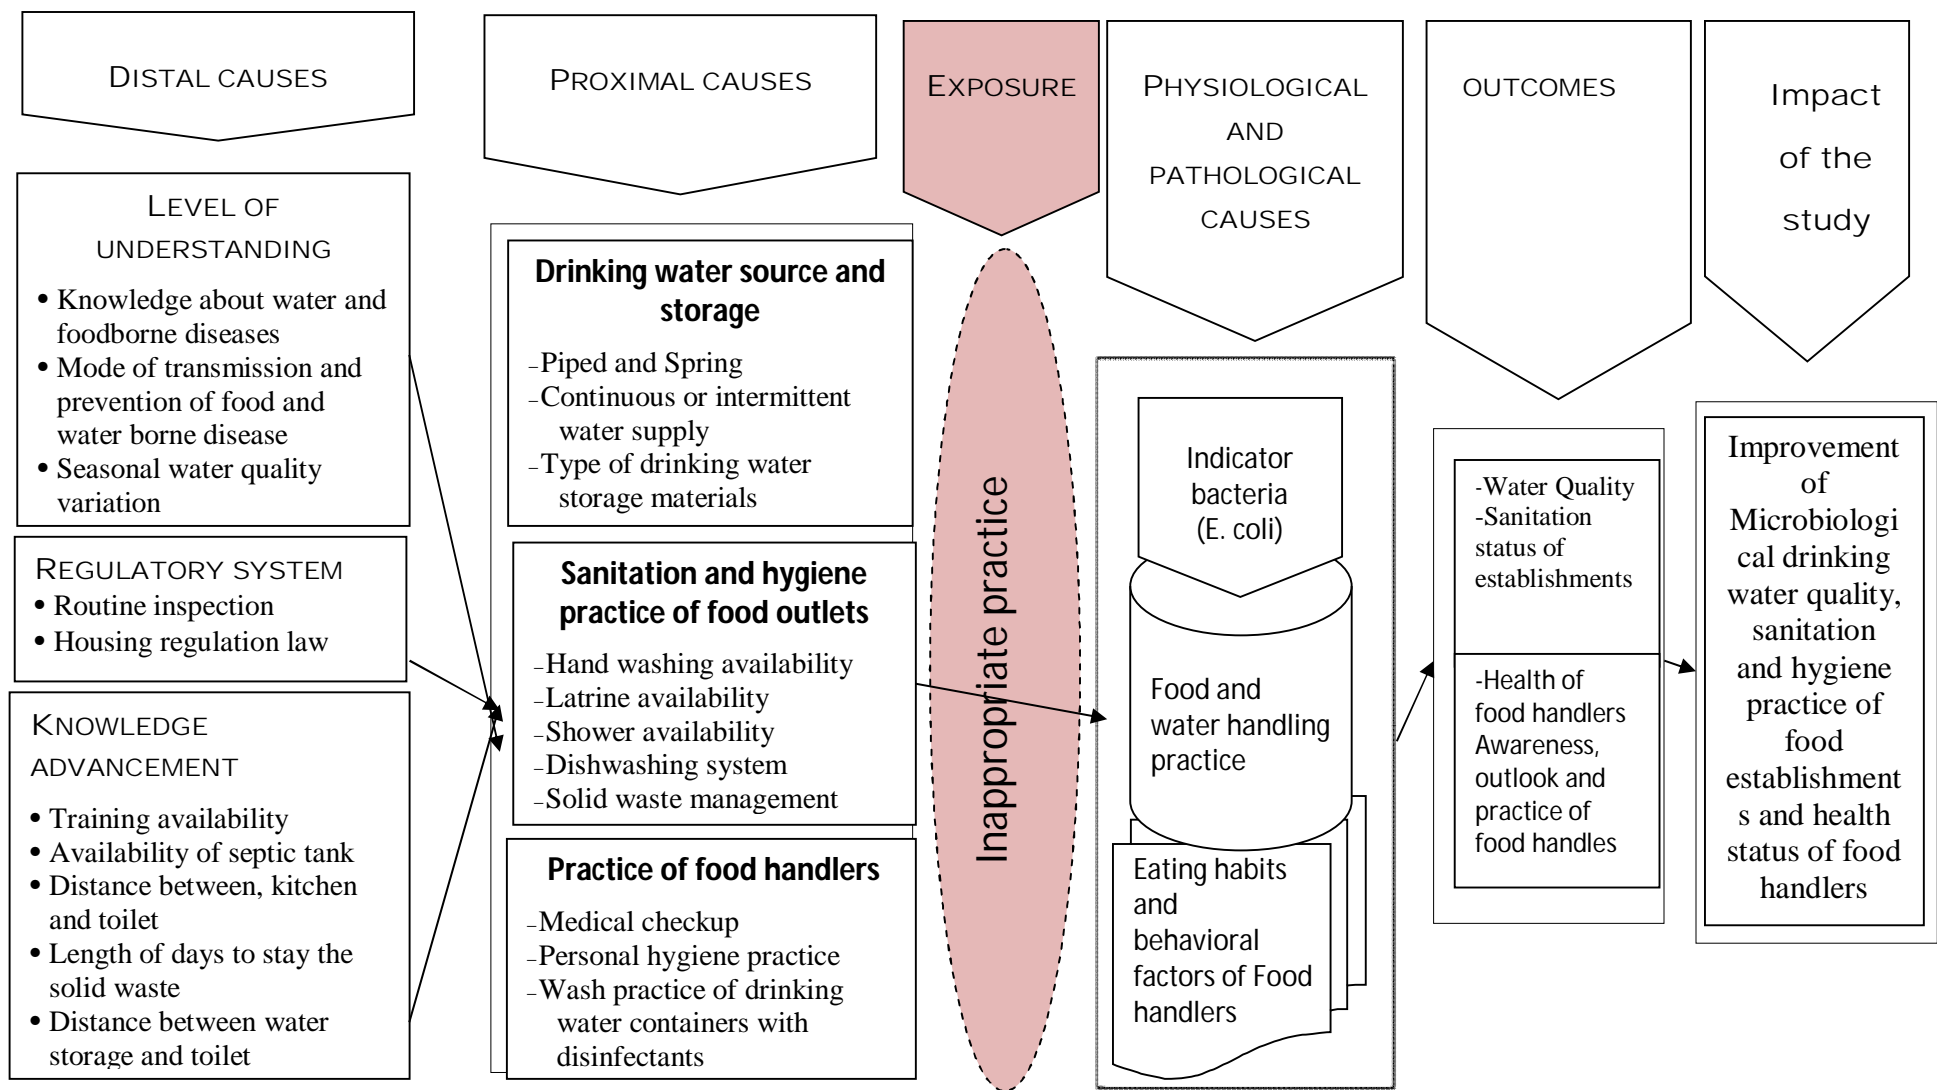 DISTAL CAUSES
LEVEL OF
UNDERSTANDING
• Knowledge about water and
foodborne diseases
• Mode of transmission and
prevention of food and
water borne disease
• Seasonal water quality
variation
REGULATORY SYSTEM
• Routine inspection
• Housing regulation law
KNOWLEDGE
ADVANCEMENT
• Training availability
• Availability of septic tank
• Distance between, kitchen
and toilet
• Length of days to stay the
solid waste
• Distance between water
storage and toilet
PROXIMAL CAUSES
Drinking water source and
storage
-Piped and Spring
-Continuous or intermittent
water supply
-Type of drinking water
storage materials
Sanitation and hygiene
practice of food outlets
-Hand washing availability
-Latrine availability
-Shower availability
-Dishwashing system
-Solid waste management
Practice of food handlers
-Medical checkup
-Personal hygiene practice
-Wash practice of drinking
water containers with
disinfectants
EXPOSURE
Inappropriate practice
PHYSIOLOGICAL
AND
PATHOLOGICAL
CAUSES
Indicator
bacteria
(E. coli)
Food and
water handling
practice
Eating habits
and
behavioral
factors of Food
handlers
OUTCOMES
-Water Quality
-Sanitation
status of
establishments
-Health of
food handlers
Awareness,
outlook and
practice of
food handles
Impact
of the
study
Improvement
of
Microbiologi
cal drinking
water quality,
sanitation
and hygiene
practice of
food
establishment
s and health
status of food
handlers